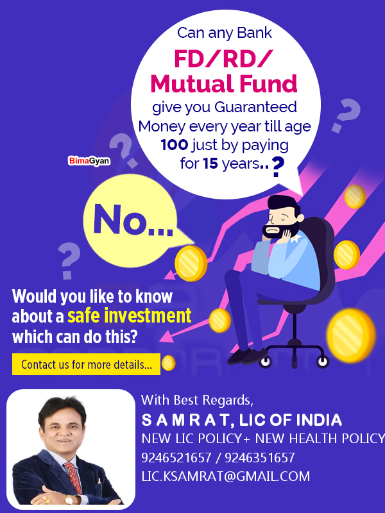 Can any Bank
FD/RD/
Mutual Fund
give you Guaranteed
Money every year till age
100 just by paying
for 15 years..?
BimaGyan
No...
Would you like to know
about a safe investment
which can do this?
Contact us for more details...
With Best Regards,
S A M R A T, LIC OF INDIA
NEW LIC POLICY+ NEW HEALTH POLICY
9246521657 / 9246351657
LIC.KSAMRAT@GMAIL.COM